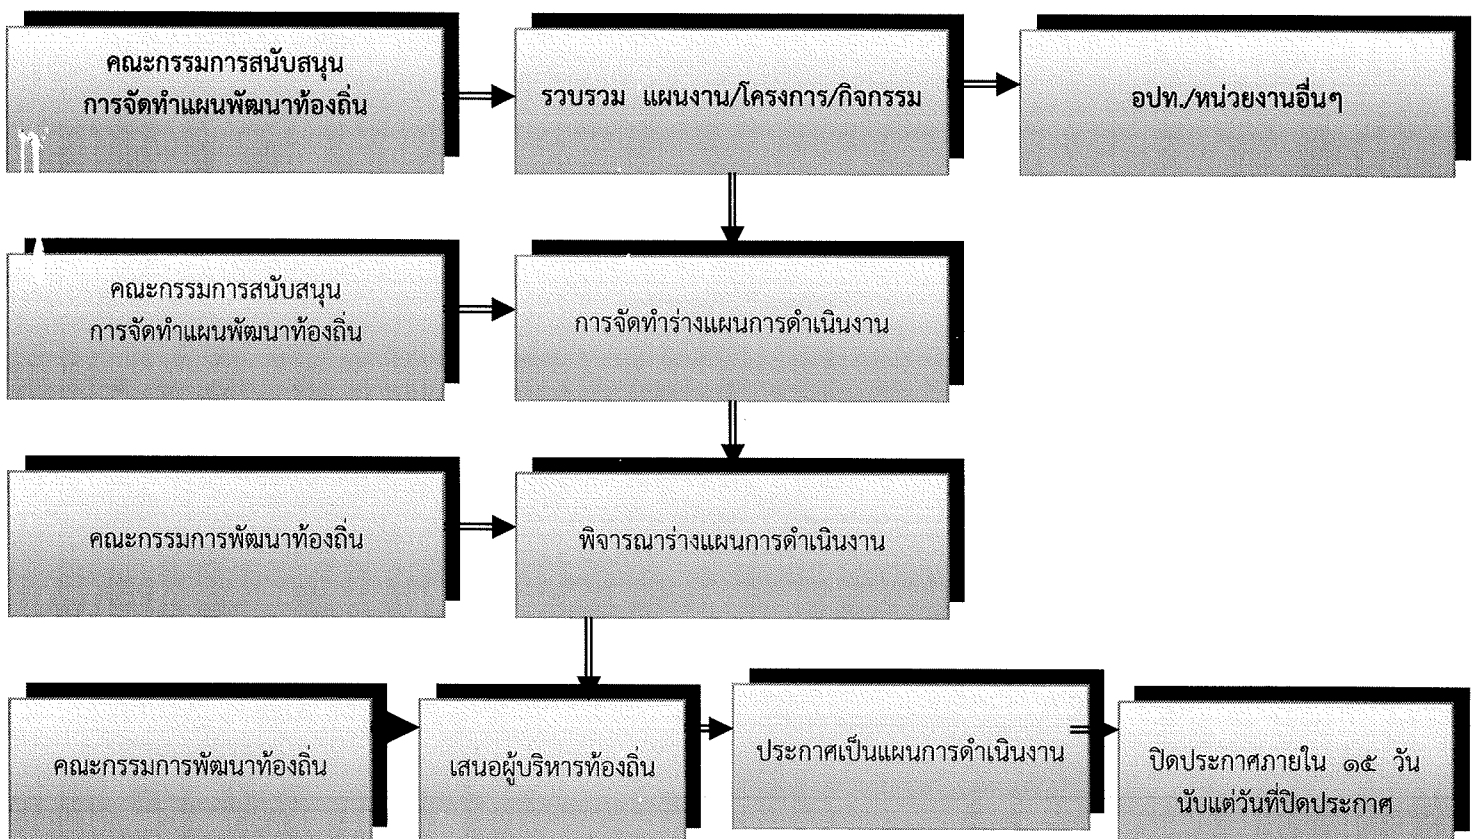 คณะกรรมการสนับสนุน
การจัดทำแผนพัฒนาท้องถิ่น
รวบรวม แผนงาน/โครงการ/กิจกรรม
อปท./หน่วยงานอื่นๆ
คณะกรรมการสนับสนุน
การจัดทำแผนพัฒนาท้องถิ่น
การจัดทำร่างแผนการดำเนินงาน
คณะกรรมการพัฒนาท้องถิ่น
พิจารณาร่างแผนการดำเนินงาน
คณะกรรมการพัฒนาท้องถิ่น
เสนอผู้บริหารท้องถิ่น
ประกาศเป็นแผนการดำเนินงาน
ปิดประกาศภายใน ๑๕ วัน
นับแต่วันที่ปิดประกาศ